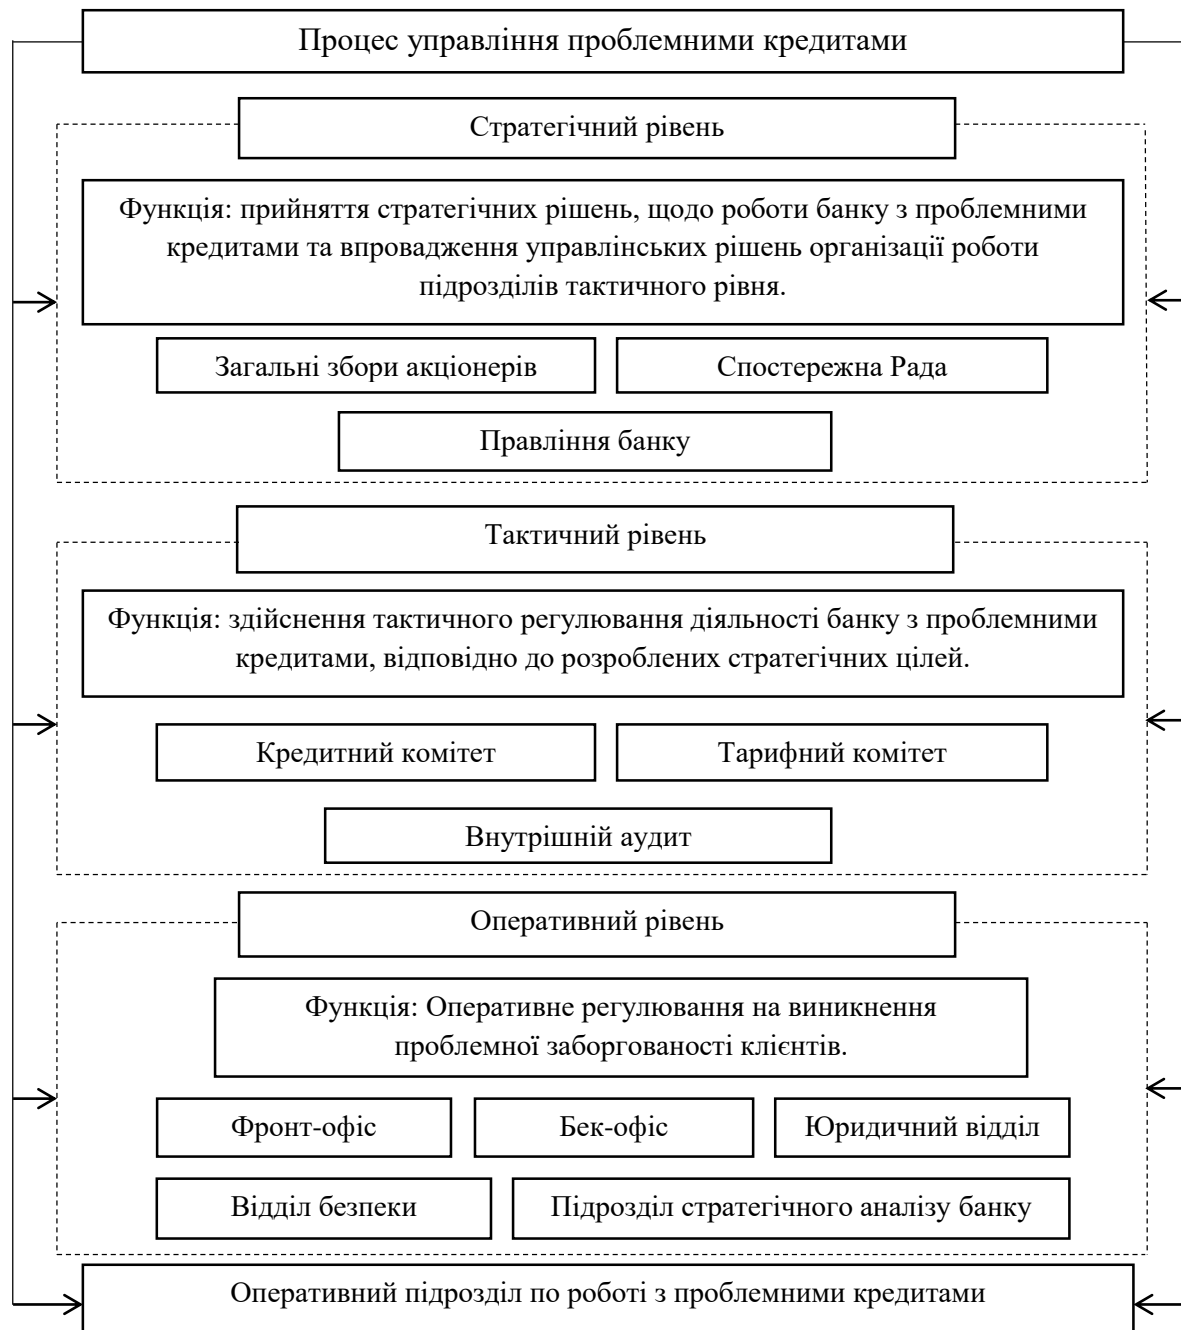 Процес управління проблемними кредитами
Стратегічний рівень
Функція: прийняття стратегічних рішень, щодо роботи банку з проблемними
кредитами та впровадження управлінських рішень організації роботи
підрозділів тактичного рівня.
Загальні збори акціонерів
Спостережна Рада
Правління банку
Тактичний рівень
Функція: здійснення тактичного регулювання діяльності банку з проблемними
кредитами, відповідно до розроблених стратегічних цілей.
Кредитний комітет
Тарифний комітет
Внутрішній аудит
Оперативний рівень
Функція: Оперативне регулювання на виникнення
проблемної заборгованості клієнтів.
Фронт-офіс
Бек-офіс
Юридичний відділ
Відділ безпеки
Підрозділ стратегічного аналізу банку
Оперативний підрозділ по роботі з проблемними кредитами